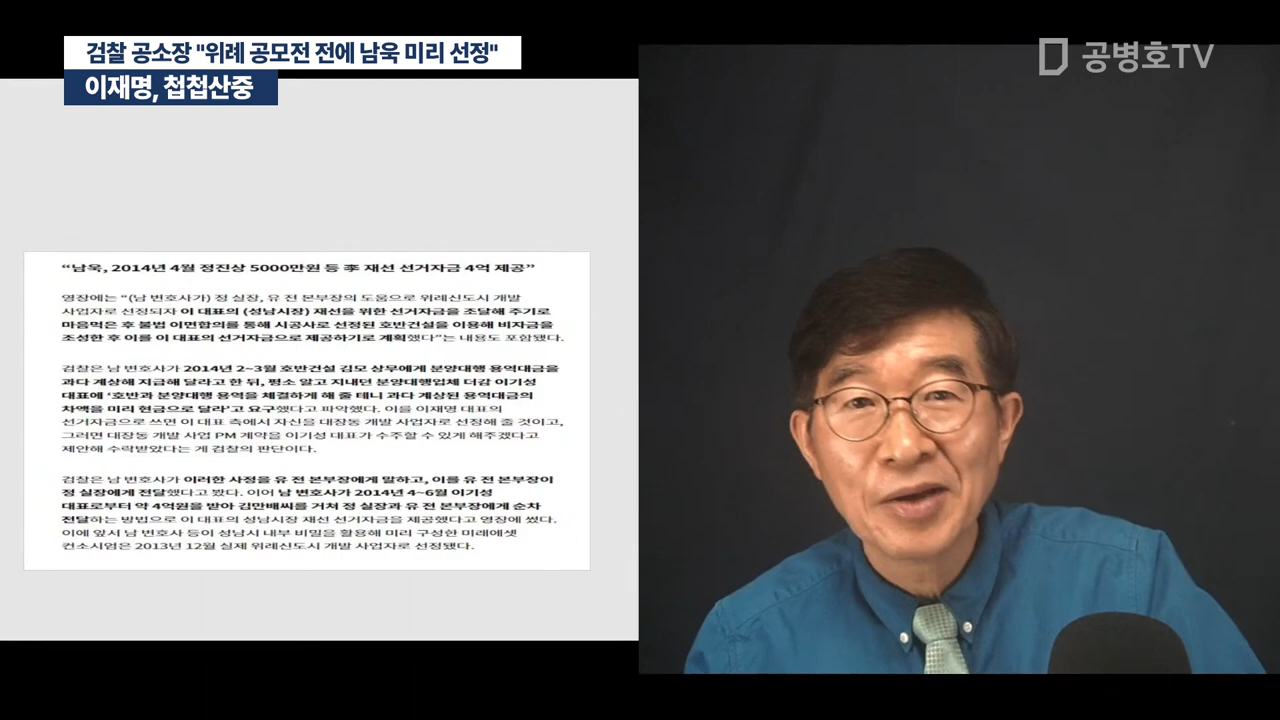 검찰 공소장 "위례 공모전 전에 남욱 미리 선정"
이재명, 첩첩산중
공병호TV
“남욱, 2014년 4월 정진상 5000만원 등 李 재선 선거자금 4억 제공”
영장에는 “(남 변호사가) 정 실장, 유 전 본부장의 도움으로 위례신도시 개발
사업자로 선정되자 이 대표의 (성남시장) 재선을 위한 선거자금을 조달해 주기로
마음먹은 후 불법 이면합의를 통해 시공사로 선정된 호반건설을 이용해 비자금을
조성한 후 이를 이 대표의 선거자금으로 제공하기로 계획했다”는 내용도 포함됐다.
검찰은 남 변호사가 2014년 2~3월 호반건설 김모 상무에게 분양대행 용역대금을
과다 계상해 지급해 달라고 한 뒤, 평소 알고 지내던 분양대행업체 더감 이기성
대표에 ‘호반과 분양대행 용역을 체결하게 해 줄 테니 과다 계상된 용역대금의
차액을 미리 현금으로 달라’고 요구했다고 파악했다. 이를 이재명 대표의
선거자금으로 쓰면 이 대표 측에서 자신을 대장동 개발 사업자로 선정해 줄 것이고,
그러면 대장동 개발 사업 PM 계약을 이기성 대표가 수주할 수 있게 해주겠다고
제안해 수락받았다는 게 검찰의 판단이다.
검찰은 남 변호사가 이러한 사정을 유 전 본부장에게 말하고, 이를 유 전 본부장이
정 실장에게 전달했다고 봤다. 이어 남 변호사가 2014년 4~6월 이기성
대표로부터 약 4억원을 받아 김만배씨를 거쳐 정 실장과 유 전 본부장에게 순차
전달하는 방법으로 이 대표의 성남시장 재선 선거자금을 제공했다고 영장에 썼다.
이에 앞서 남 변호사 등이 성남시 내부 비밀을 활용해 미리 구성한 미래에셋
컨소시엄은 2013년 12월 실제 위례신도시 개발 사업자로 선정됐다.